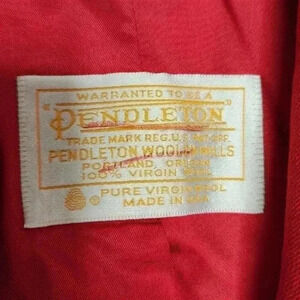 WARRANTED TO BE A
"PENDLETON"
TRADE MARK REG. U.S. PAT. OFF.
PENDLETON WOOLEN MILLS
PORTLAND, OREGON
100% VIRGIN WOOL
PURE VIRGIN WOOL
MADE IN USA